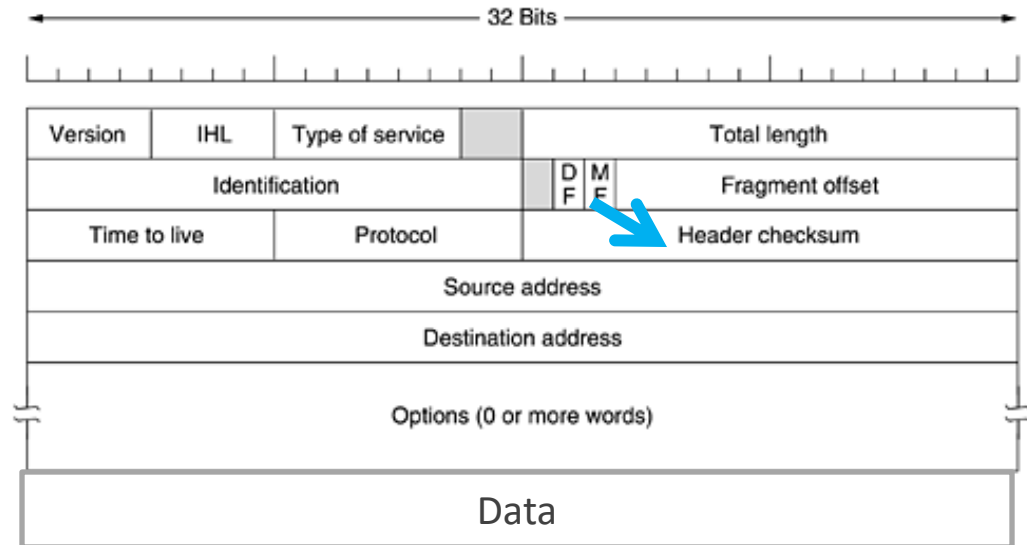 32 Bits
Version IHL Type of service Total length
Identification D F M F Fragment offset
Time to live Protocol Header checksum
Source address
Destination address
Options (0 or more words)
Data